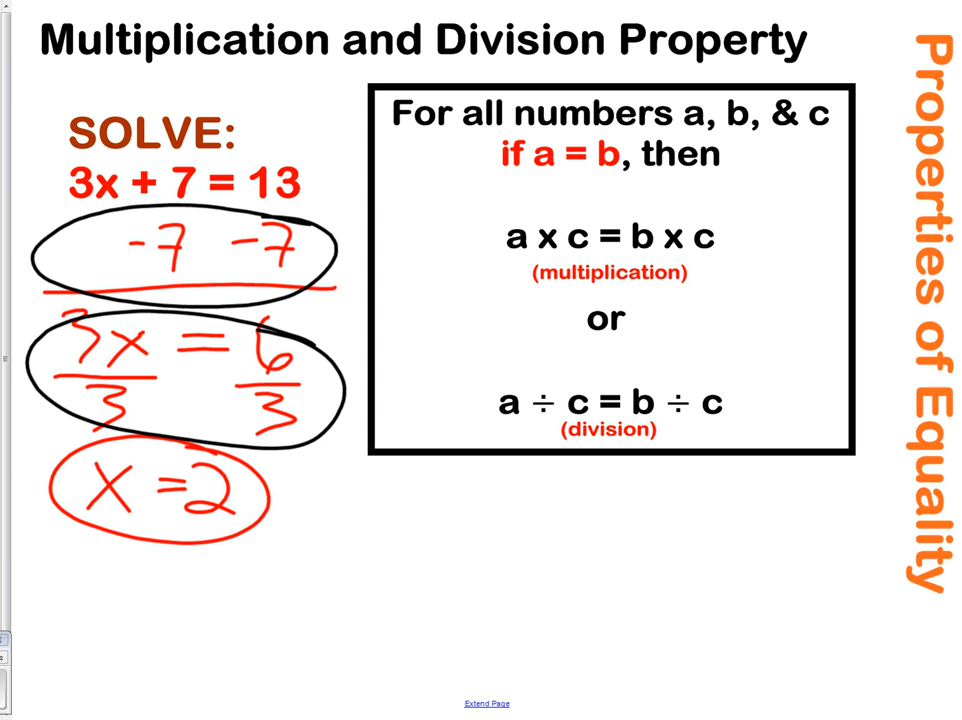 Multiplication and Division Property
SOLVE:
3x + 7 = 13
-7 -7
3x = 6
3 3
x = 2
For all numbers a, b, & c
if a = b, then
a x c = b x c
(multiplication)
or
a ÷ c = b ÷ c
(division)
Properties of Equality
Extend Page